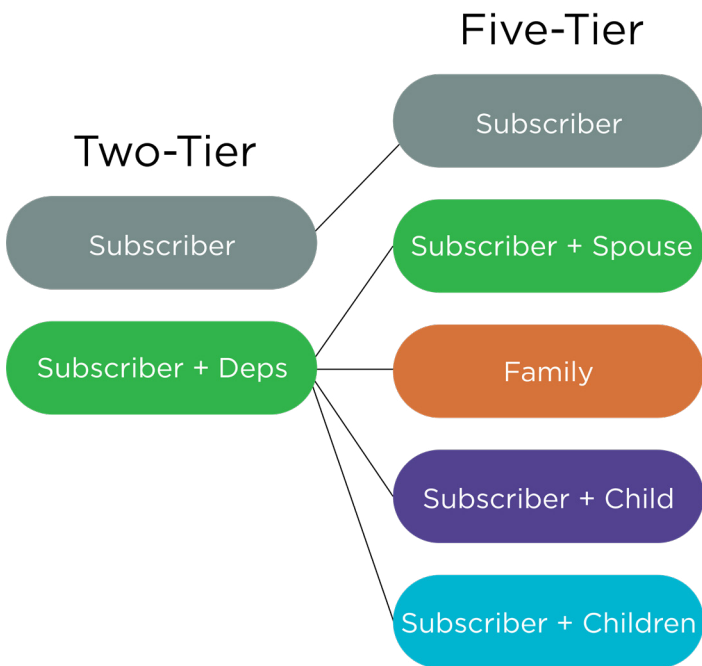 Two-Tier
Subscriber
Subscriber + Deps
Five-Tier
Subscriber
Subscriber + Spouse
Family
Subscriber + Child
Subscriber + Children